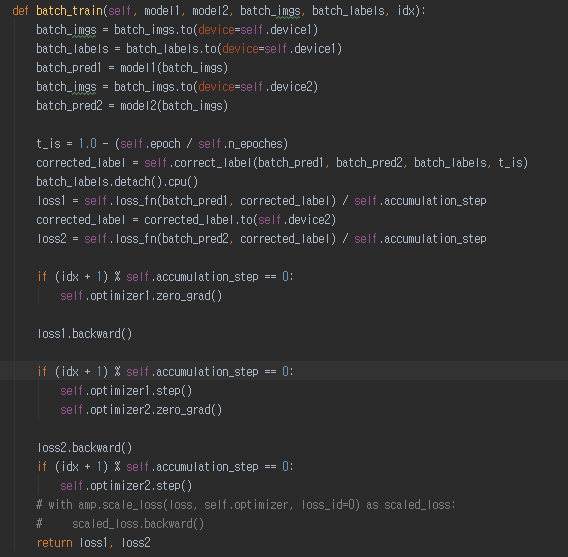 def batch_train(self, model1, model2, batch_imgs, batch_labels, idx):
batch_imgs = batch_imgs.to(device=self.device1)
batch_labels = batch_labels.to(device=self.device1)
batch_pred1 = model1(batch_imgs)
batch_imgs = batch_imgs.to(device=self.device2)
batch_pred2 = model2(batch_imgs)
t_is = 1.0 - (self.epoch / self.n_epoches)
corrected_label = self.correct_label(batch_pred1, batch_pred2, batch_labels, t_is)
batch_labels.detach().cpu()
loss1 = self.loss_fn(batch_pred1, corrected_label) / self.accumulation_step
corrected_label = corrected_label.to(self.device2)
loss2 = self.loss_fn(batch_pred2, corrected_label) / self.accumulation_step
if (idx + 1) % self.accumulation_step == 0:
self.optimizer1.zero_grad()
loss1.backward()
if (idx + 1) % self.accumulation_step == 0:
self.optimizer1.step()
self.optimizer2.zero_grad()
loss2.backward()
if (idx + 1) % self.accumulation_step == 0:
self.optimizer2.step()
# with amp.scale_loss(loss, self.optimizer, loss_id=0) as scaled_loss:
#     scaled_loss.backward()
return loss1, loss2